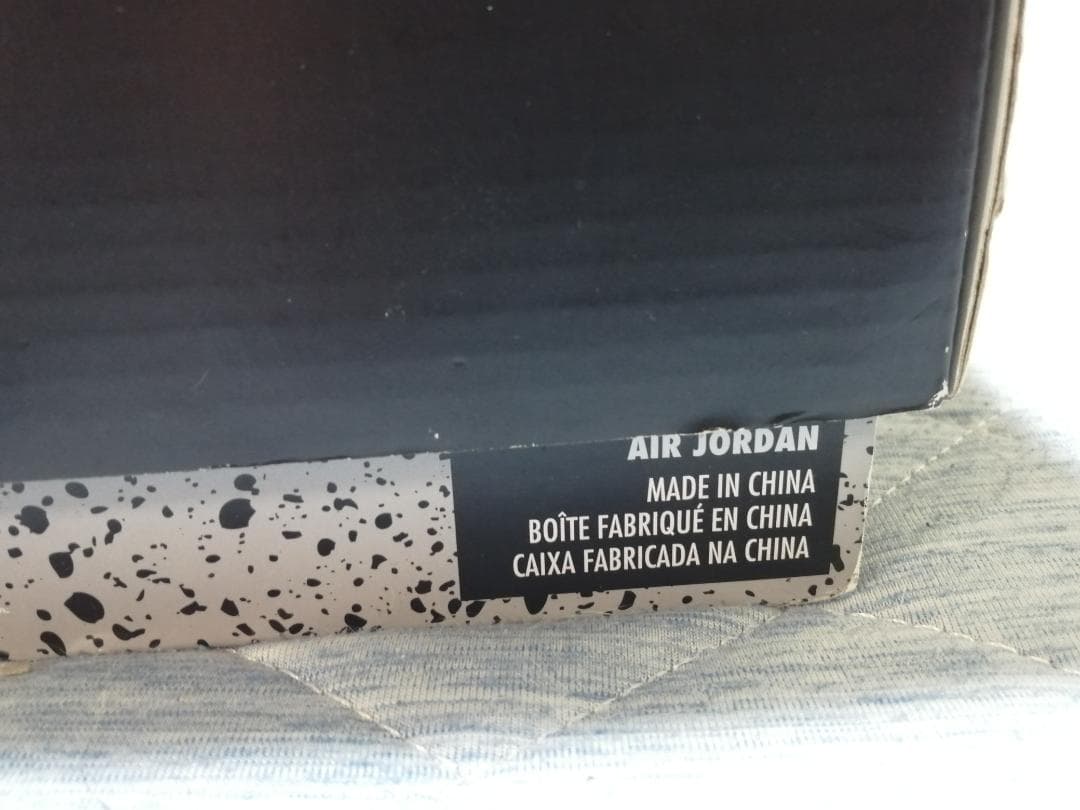 AIR JORDAN
MADE IN CHINA
BOÎTE FABRIQUÉ EN CHINA
CAIXA FABRICADA NA CHINA